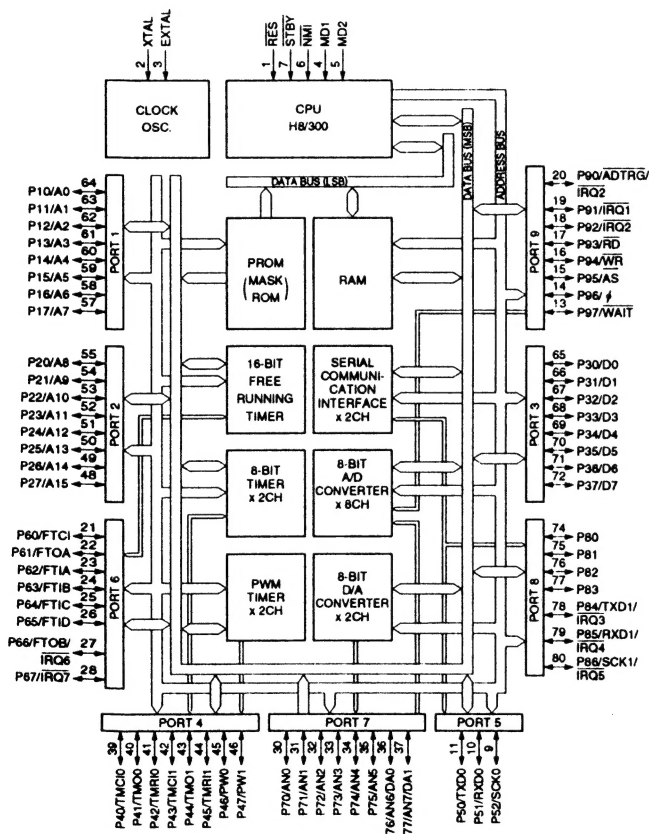 XTAL
EXTAL
RES
STBY
NMI
MD1
MD2
2
3
1
7
6
4
5
CLOCK
OSC.
CPU
H8/300
DATA BUS (LSB)
DATA BUS (MSB)
ADDRESS BUS
PORT 1
P10/A0 64
P11/A1 63
P12/A2 62
P13/A3 61
P14/A4 60
P15/A5 59
P16/A6 58
P17/A7 57
PROM
(MASK
ROM)
RAM
PORT 9
20 P90/ADTRG/
IRQ2
19 P91/IRQ1
18 P92/IRQ2
17 P93/RD
16 P94/WR
15 P95/AS
14 P96/ϕ
13 P97/WAIT
PORT 2
P20/A8 55
P21/A9 54
P22/A10 53
P23/A11 52
P24/A12 51
P25/A13 50
P26/A14 49
P27/A15 48
16-BIT
FREE
RUNNING
TIMER
SERIAL
COMMUNI-
CATION
INTERFACE
x 2CH
PORT 3
65 P30/D0
66 P31/D1
67 P32/D2
68 P33/D3
69 P34/D4
70 P35/D5
71 P36/D6
72 P37/D7
8-BIT
TIMER
x 2CH
8-BIT
A/D
CONVERTER
x 8CH
PORT 6
P60/FTCI 21
P61/FTOA 22
P62/FTIA 23
P63/FTIB 24
P64/FTIC 25
P65/FTID 26
P66/FTOB/ 27
IRQ6
P67/IRQ7 28
PWM
TIMER
x 2CH
8-BIT
D/A
CONVERTER
x 2CH
PORT 8
74 P80
75 P81
76 P82
77 P83
78 P84/TXD1/
IRQ3
79 P85/RXD1/
IRQ4
80 P86/SCK1/
IRQ5
PORT 4
39 P40/TMCI0
40 P41/TMO0
41 P42/TMRI0
42 P43/TMCI1
43 P44/TMO1
44 P45/TMRI1
45 P46/PW0
46 P47/PW1
PORT 7
30 P70/AN0
31 P71/AN1
32 P72/AN2
33 P73/AN3
34 P74/AN4
35 P75/AN5
36 76/AN6/DA0
37 77/AN7/DA1
PORT 5
11 P50/TXD0
10 P51/RXD0
9 P52/SCK0